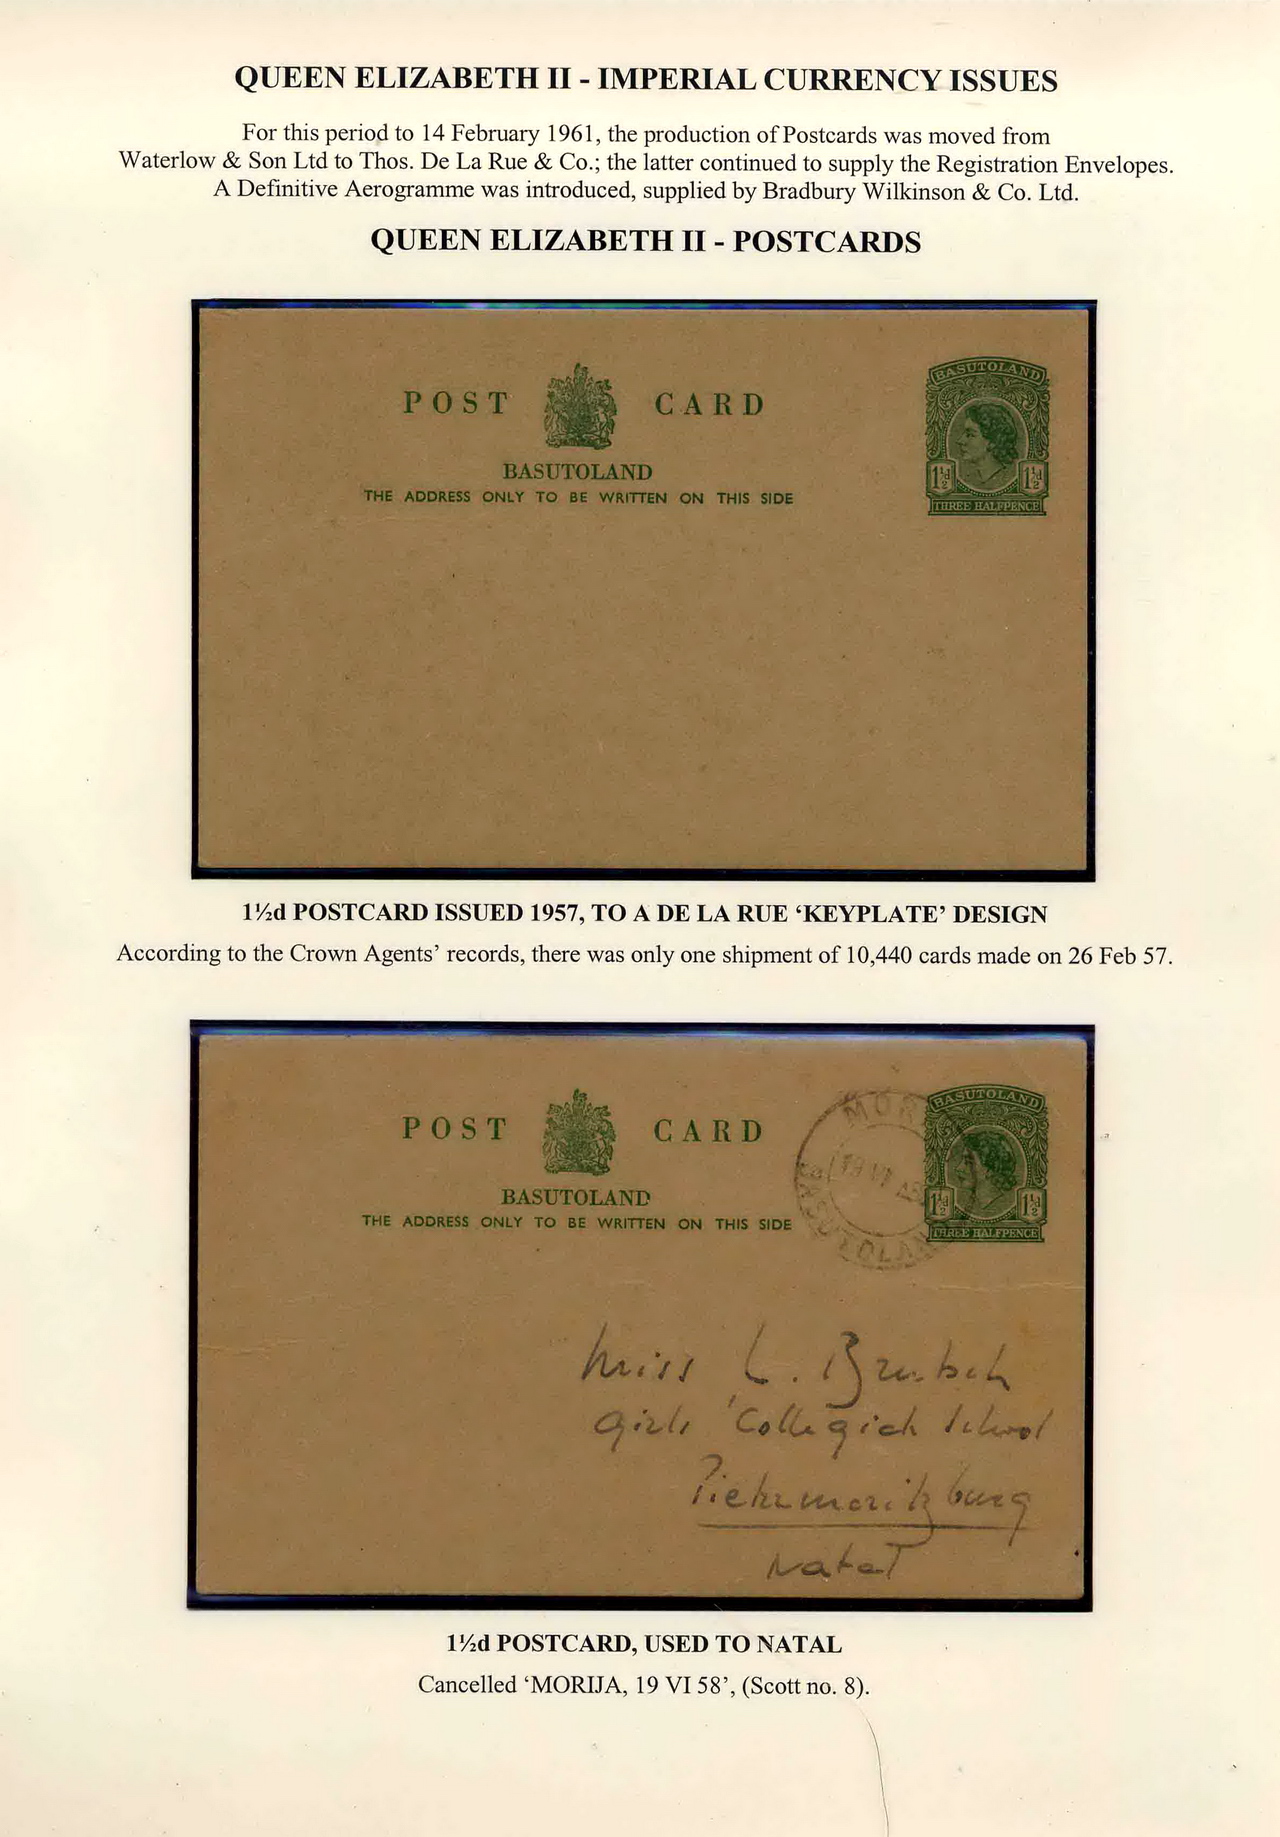 QUEEN ELIZABETH II - IMPERIAL CURRENCY ISSUES
For this period to 14 February 1961, the production of Postcards was moved from
Waterlow & Son Ltd to Thos. De La Rue & Co.; the latter continued to supply the Registration Envelopes.
A Definitive Aerogramme was introduced, supplied by Bradbury Wilkinson & Co. Ltd.
QUEEN ELIZABETH II - POSTCARDS
POST CARD
BASUTOLAND
THE ADDRESS ONLY TO BE WRITTEN ON THIS SIDE
BASUTOLAND
1½d 1½d
THREE HALFPENCE
1½d POSTCARD ISSUED 1957, TO A DE LA RUE ‘KEYPLATE’ DESIGN
According to the Crown Agents’ records, there was only one shipment of 10,440 cards made on 26 Feb 57.
POST CARD
BASUTOLAND
THE ADDRESS ONLY TO BE WRITTEN ON THIS SIDE
BASUTOLAND
1½d 1½d
THREE HALFPENCE
19 VI
BASUTOLAN
Miss L.
Girls' Collegiate School
Pietermaritzburg
Natal
1½d POSTCARD, USED TO NATAL
Cancelled ‘MORIJA, 19 VI 58’, (Scott no. 8).